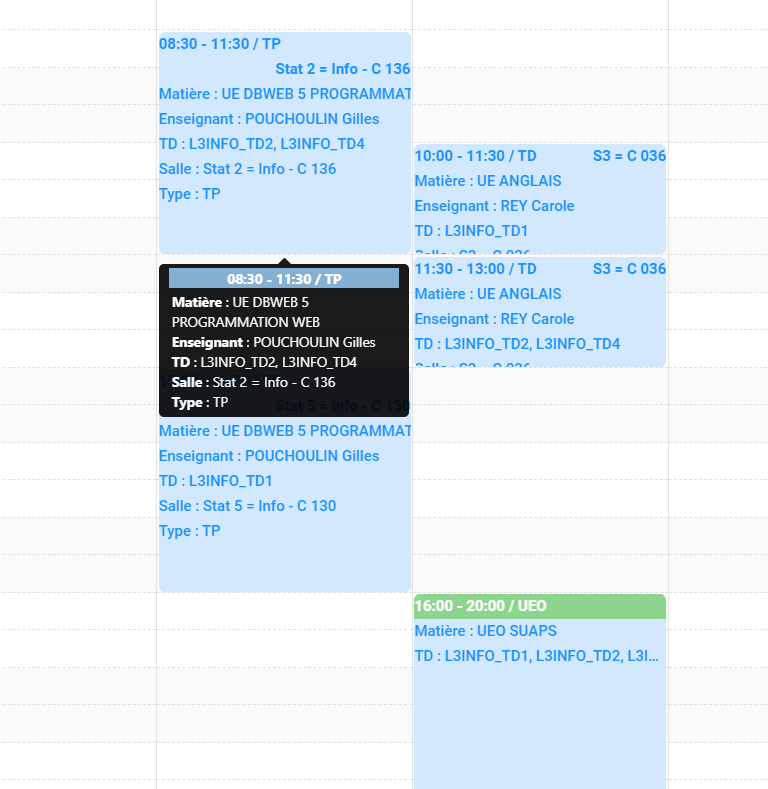 08:30 - 11:30 / TP
Stat 2 = Info - C 136
Matière : UE DBWEB 5 PROGRAMMAT
Enseignant : POUCHOULIN Gilles
TD : L3INFO_TD2, L3INFO_TD4
Salle : Stat 2 = Info - C 136
Type : TP
08:30 - 11:30 / TP
Matière : UE DBWEB 5
PROGRAMMATION WEB
Enseignant : POUCHOULIN Gilles
TD : L3INFO_TD2, L3INFO_TD4
Salle : Stat 2 = Info - C 136
Type : TP
Stat 5 = Info - C 130
Matière : UE DBWEB 5 PROGRAMMAT
Enseignant : POUCHOULIN Gilles
TD : L3INFO_TD1
Salle : Stat 5 = Info - C 130
Type : TP
10:00 - 11:30 / TD S3 = C 036
Matière : UE ANGLAIS
Enseignant : REY Carole
TD : L3INFO_TD1
Salle : S3 = C 036
11:30 - 13:00 / TD S3 = C 036
Matière : UE ANGLAIS
Enseignant : REY Carole
TD : L3INFO_TD2, L3INFO_TD4
Salle : S3 = C 036
16:00 - 20:00 / UEO
Matière : UEO SUAPS
TD : L3INFO_TD1, L3INFO_TD2, L3I...